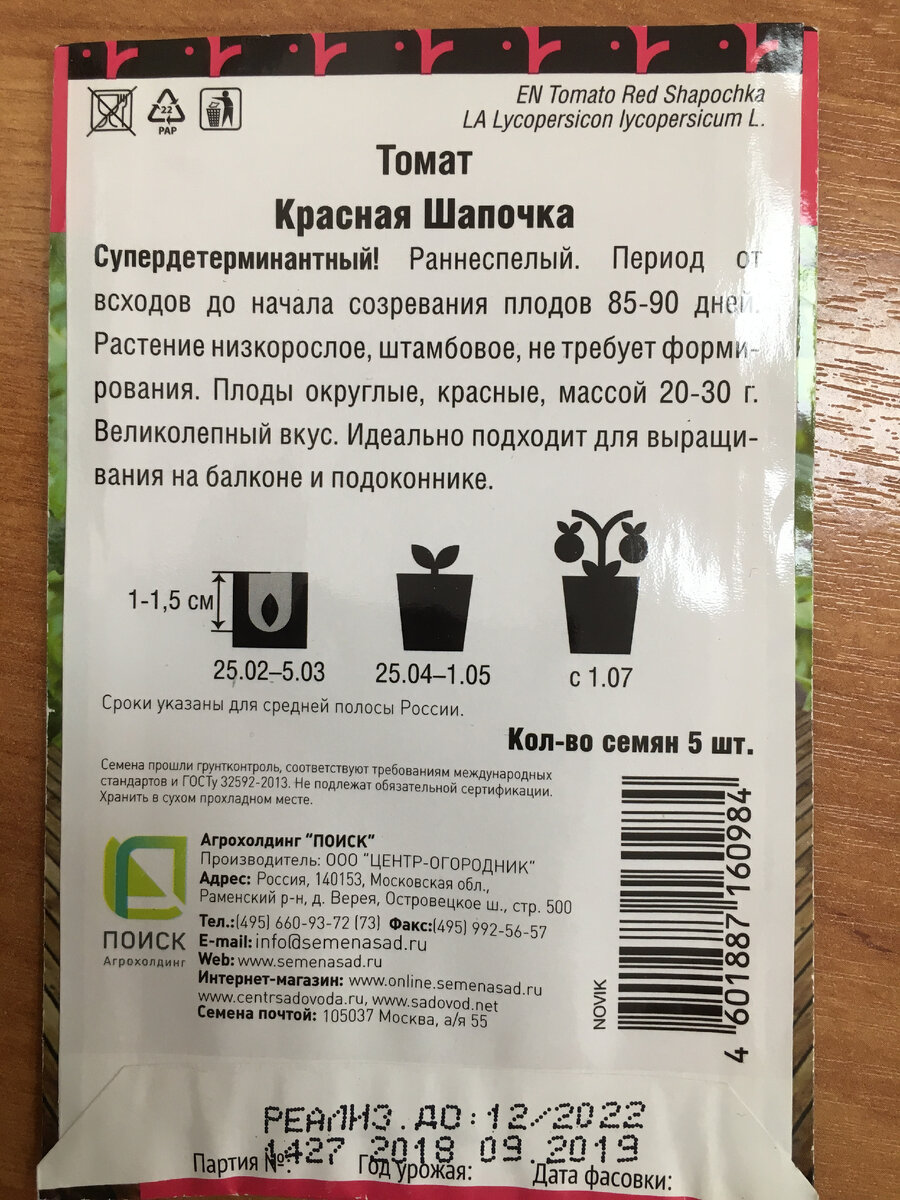 22
PAP
EN Tomato Red Shapochka
LA Lycopersicon lycopersicum L.
Томат
Красная Шапочка
Супердетерминантный! Раннеспелый. Период от
всходов до начала созревания плодов 85-90 дней.
Растение низкорослое, штамбовое, не требует форми-
рования. Плоды округлые, красные, массой 20-30 г.
Великолепный вкус. Идеально подходит для выращи-
вания на балконе и подоконнике.
1-1,5 см
25.02–5.03
25.04–1.05
с 1.07
Сроки указаны для средней полосы России.
Кол-во семян 5 шт.
Семена прошли грунтконтроль, соответствуют требованиям международных
стандартов и ГОСТу 32592-2013. Не подлежат обязательной сертификации.
Хранить в сухом прохладном месте.
Агрохолдинг "ПОИСК"
Производитель: ООО "ЦЕНТР-ОГОРОДНИК"
Адрес: Россия, 140153, Московская обл.,
Раменский р-н, д. Верея, Островецкое ш., стр. 500
Тел.:(495) 660-93-72 (73) Факс:(495) 992-56-57
E-mail: info@semenasad.ru
Web: www.semenasad.ru
Интернет-магазин: www.online.semenasad.ru
www.centrsadovoda.ru, www.sadovod.net
Семена почтой: 105037 Москва, а/я 55
ПОИСК
Агрохолдинг
NOVIK
4 601887 160984
РЕАЛИЗ.ДО:12/2022
1427 2018 09.2019
Партия №: Год урожая: Дата фасовки: